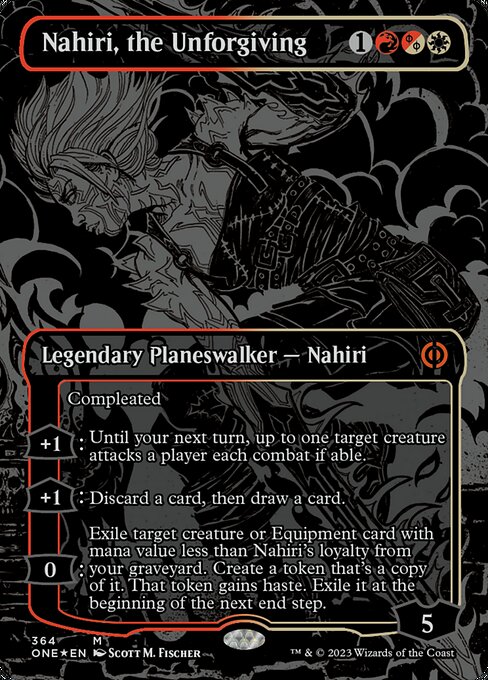 Nahiri, the Unforgiving 1
Legendary Planeswalker — Nahiri
Compleated
+1 : Until your next turn, up to one target creature
attacks a player each combat if able.
+1 : Discard a card, then draw a card.
Exile target creature or Equipment card with
mana value less than Nahiri's loyalty from
0 : your graveyard. Create a token that's a copy
of it. That token gains haste. Exile it at the
beginning of the next end step.
5
364 M
ONE★EN Scott M. Fischer ™ & © 2023 Wizards of the Coast